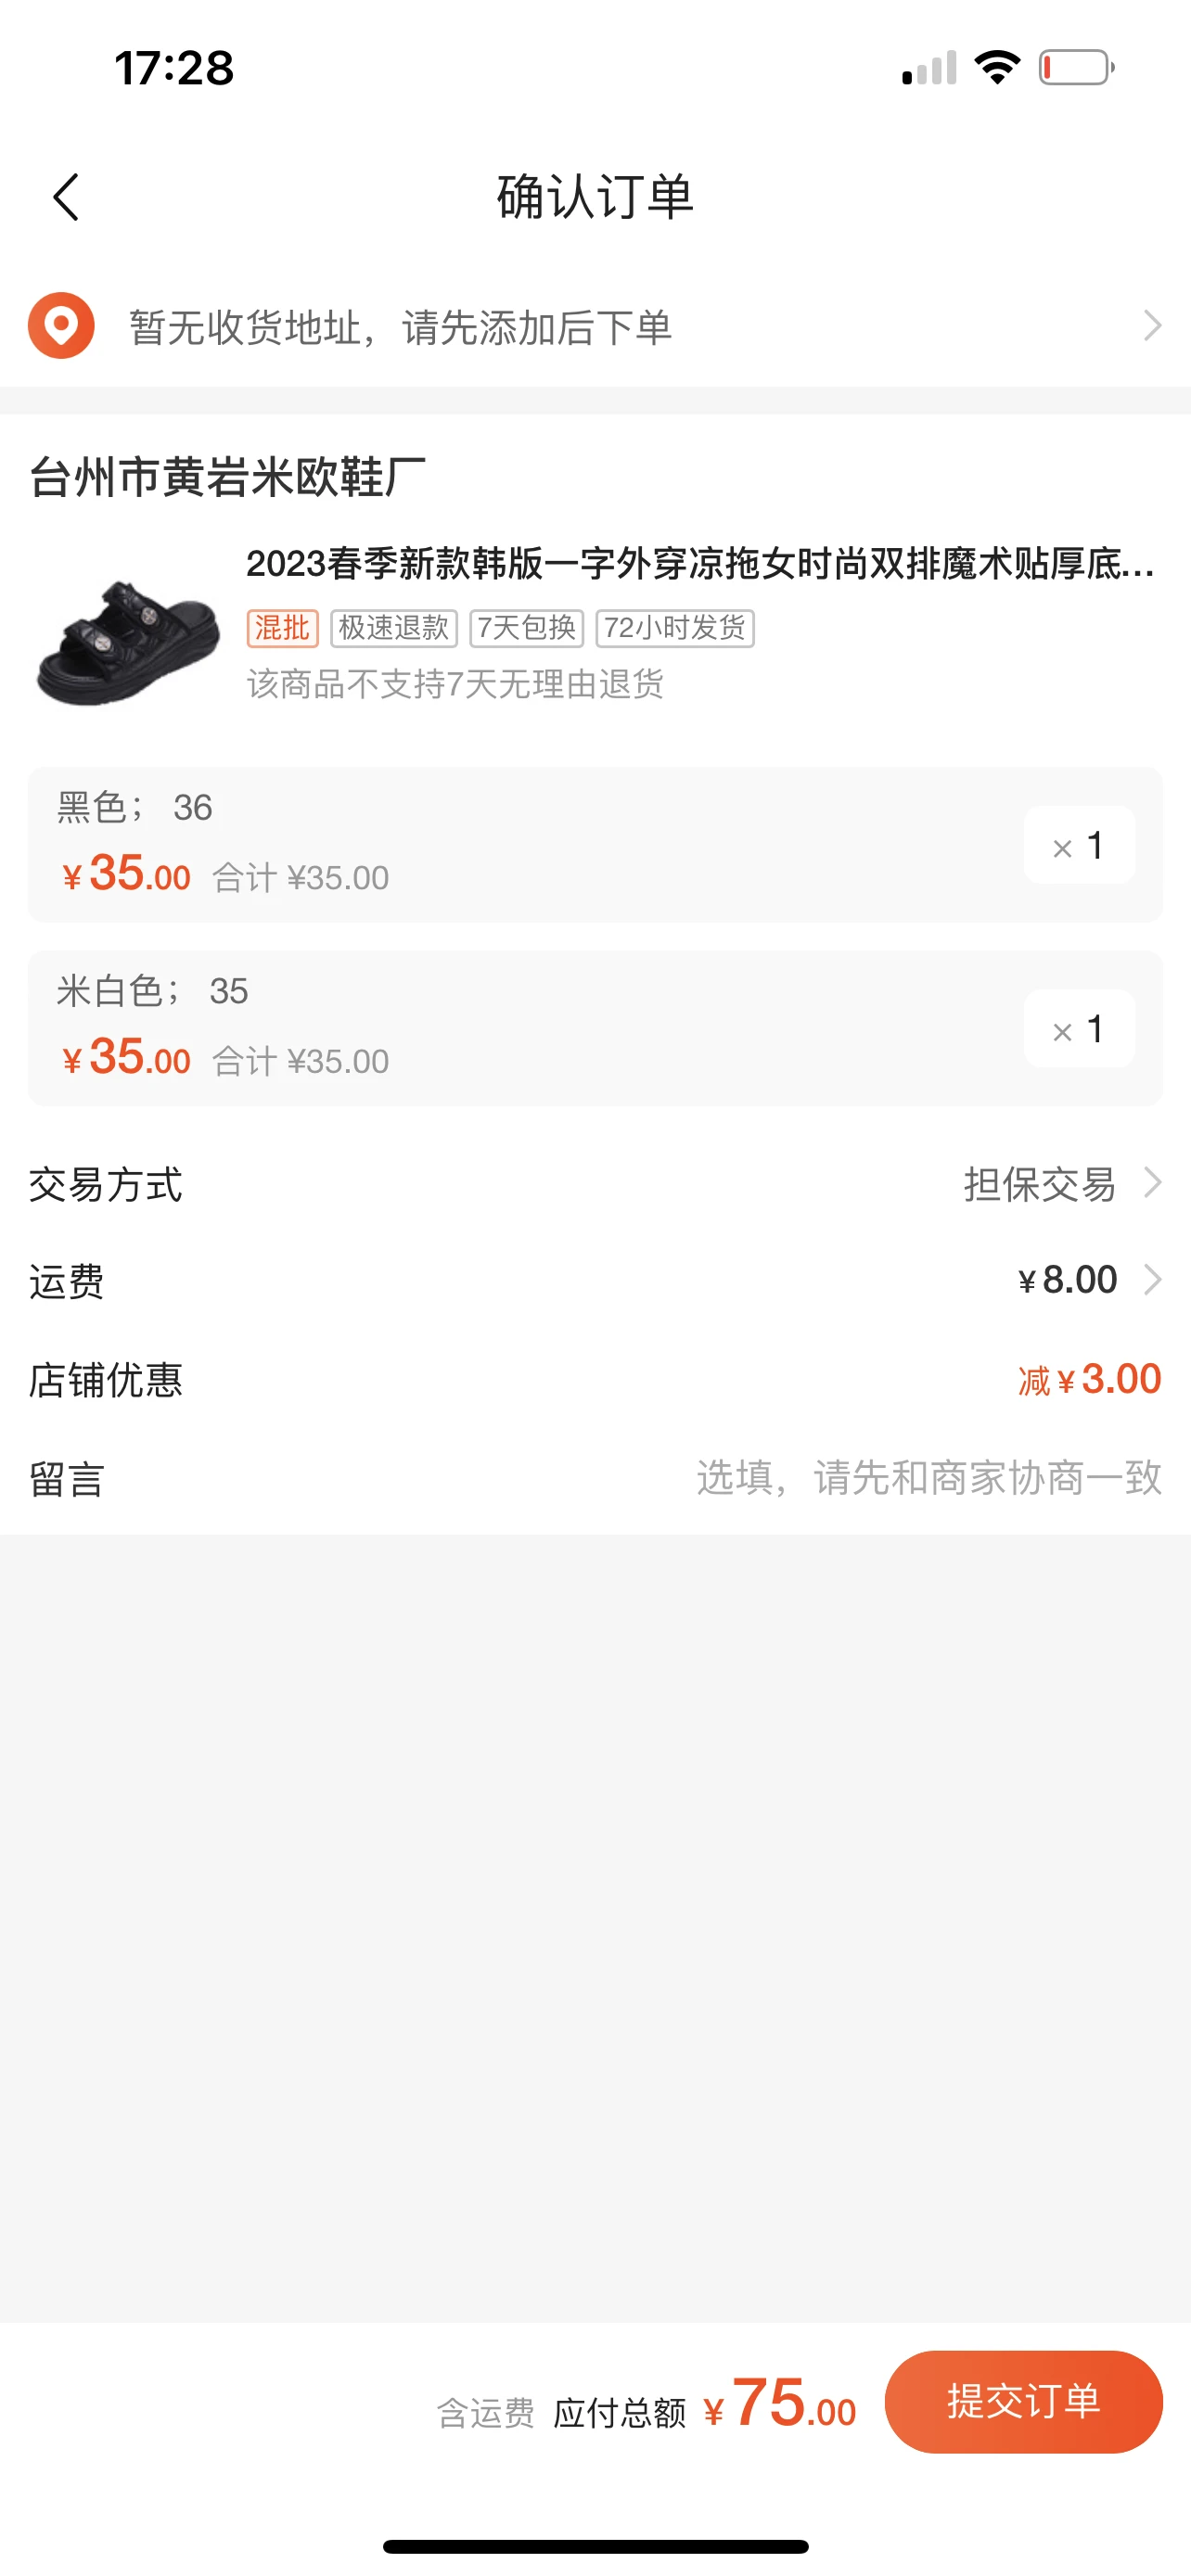 17:28
确认订单
暂无收货地址，请先添加后下单
台州市黄岩米欧鞋厂
2023春季新款韩版一字外穿凉拖女时尚双排魔术贴厚底...
混批 极速退款 7天包换 72小时发货
该商品不支持7天无理由退货
黑色； 36
¥35.00 合计 ¥35.00
× 1
米白色； 35
¥35.00 合计 ¥35.00
× 1
交易方式 担保交易
运费 ¥8.00
店铺优惠 减¥3.00
留言 选填，请先和商家协商一致
含运费 应付总额 ¥75.00 提交订单